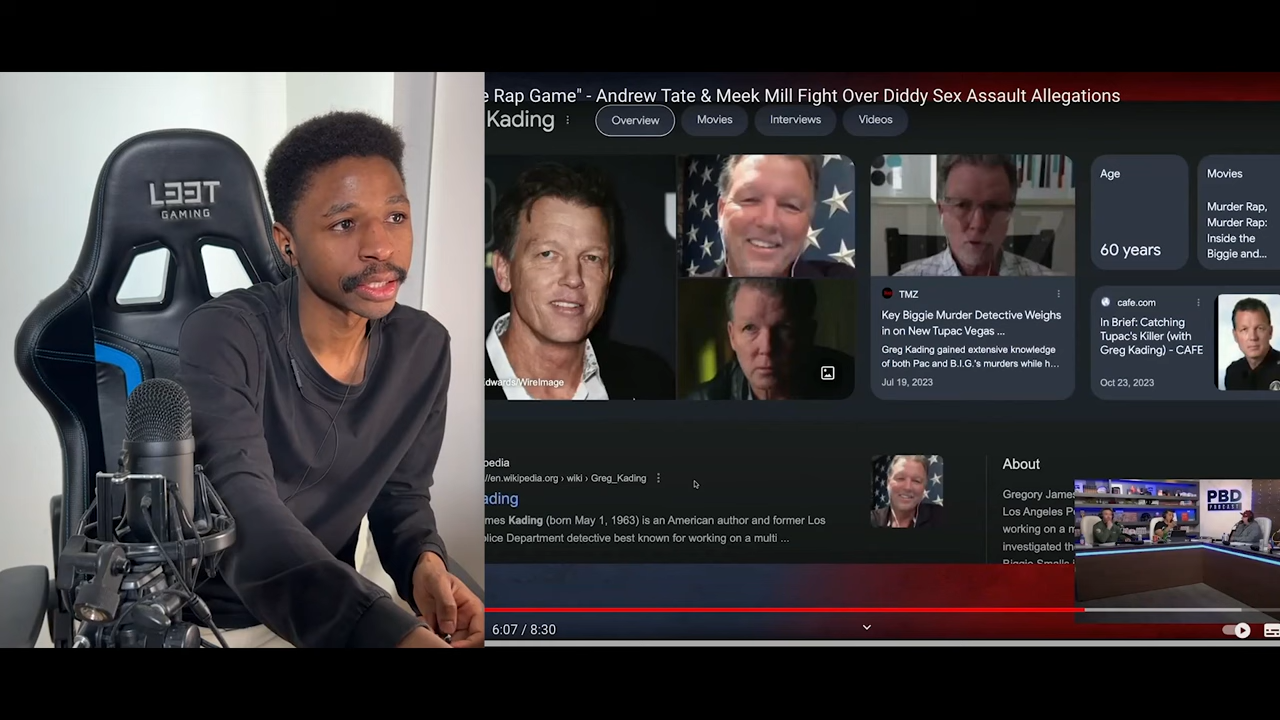 L33T
GAMING
e Rap Game" - Andrew Tate & Meek Mill Fight Over Diddy Sex Assault Allegations
Kading
Overview
Movies
Interviews
Videos
dwards/WireImage
TMZ
Key Biggie Murder Detective Weighs
in on New Tupac Vegas ...
Greg Kading gained extensive knowledge
of both Pac and B.I.G.'s murders while h...
Jul 19, 2023
Age
60 years
Movies
Murder Rap,
Murder Rap:
Inside the
Biggie and...
cafe.com
In Brief: Catching
Tupac's Killer (with
Greg Kading) - CAFE
Oct 23, 2023
pedia
//en.wikipedia.org › wiki › Greg_Kading
ading
mes Kading (born May 1, 1963) is an American author and former Los
olice Department detective best known for working on a multi ...
About
Gregory James
Los Angeles P
working on a m
investigated th
PBD
PODCAST
6:07 / 8:30